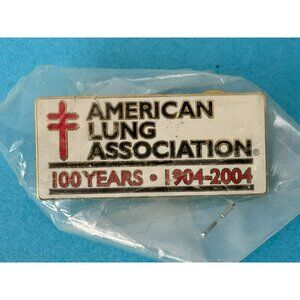 AMERICAN
LUNG
ASSOCIATION®
100 YEARS • 1904-2004